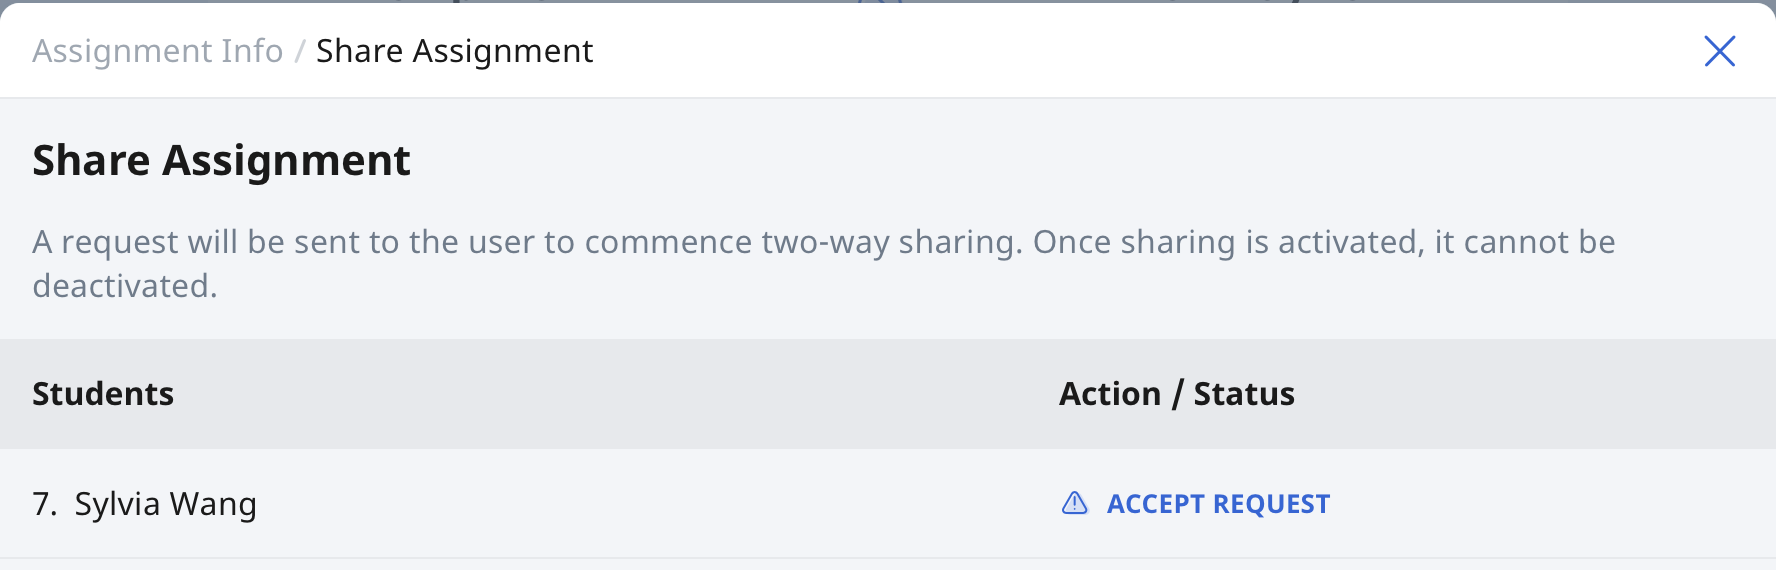 Assignment Info / Share Assignment
Share Assignment
A request will be sent to the user to commence two-way sharing. Once sharing is activated, it cannot be
deactivated.
Students Action / Status
7. Sylvia Wang ACCEPT REQUEST